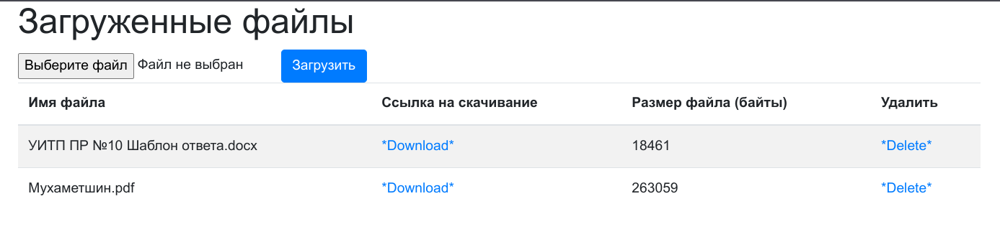 Загруженные файлы
Выберите файл Файл не выбран Загрузить
Имя файла Ссылка на скачивание Размер файла (байты) Удалить
УИТП ПР №10 Шаблон ответа.docx *Download* 18461 *Delete*
Мухаметшин.pdf *Download* 263059 *Delete*